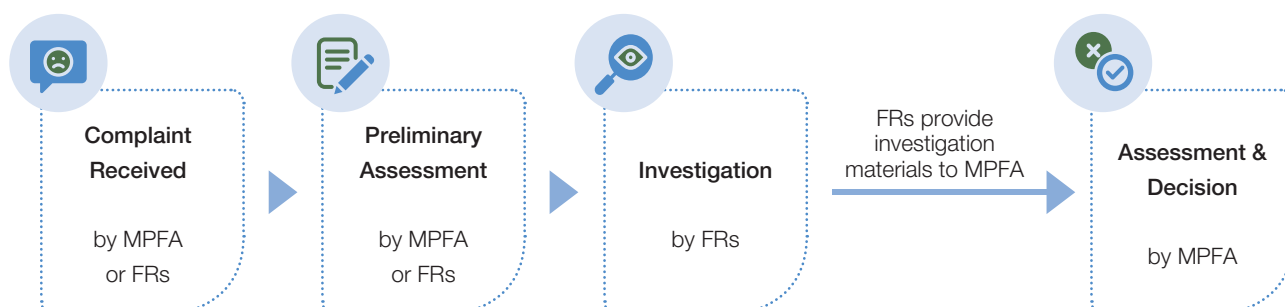 Complaint
Received
by MPFA
or FRs
Preliminary
Assessment
by MPFA
or FRs
Investigation
by FRs
FRs provide
investigation
materials to MPFA
Assessment &
Decision
by MPFA